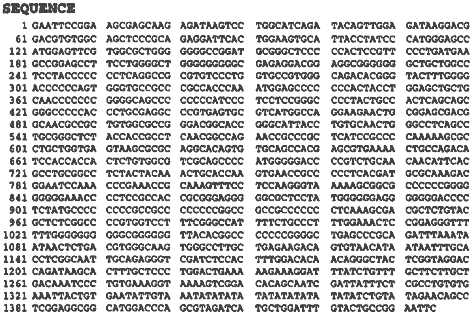 SEQUENCE
1 GAATTCCGGA AGCGAGCAAG AGATAAGTCC TGGCATCAGA TACAGTTGGA GATAAGGACG
61 GACGTGTGGC AGCTCCCGCA GAGGATTCAC TGGAAGTGCA TTACCTATCC CATGGGAGCC
121 ATGGAGTTCG TGGCGCTGGG GGGGCCGGAT GCGGGCTCCC CCACTCCGTT CCCTGATGAA
181 GCCGGAGCCT TCCTGGGGCT GGGGGGGGGC GAGAGGACGG AGGCGGGGGG GCTGCTGGCC
241 TCCTACCCCC CCTCAGGCCG CGTGTCCCTG GTGCCGTGGG CAGACACGGG TACTTTGGGG
301 ACCCCCCAGT GGGTGCCGCC CGCCACCCAA ATGGAGCCCC CCCACTACCT GGAGCTGCTG
361 CAACCCCCCC GGGGCAGCCC CCCCCATCCC TCCTCCGGGC CCCTACTGCC ACTCAGCAGC
421 GGGCCCCCAC CCTGCGAGGC CCGTGAGTGC GTCATGGCCA GGAAGAACTG CGGAGCGACG
481 GCAACGCCGC TGTGGCGCCG GGACGGCACC GGGCATTACC TGTGCAACTG GGCCTCAGCC
541 TGCGGGCTCT ACCACCGCCT CAACGGCCAG AACCGCCCGC TCATCCGCCC CAAAAAGCGC
601 CTGCTGGTGA GTAAGCGCGC AGGCACAGTG TGCAGCCACG AGCGTGAAAA CTGCCAGACA
661 TCCACCACCA CTCTGTGGCG TCGCAGCCCC ATGGGGGACC CCGTCTGCAA CAACATTCAC
721 GCCTGCGGCC TCTACTACAA ACTGCACCAA GTGAACCGCC CCCTCACGAT GCGCAAAGAC
781 GGAATCCAAA CCCGAAACCG CAAAGTTTCC TCCAAGGGTA AAAAGCGGCG CCCCCCGGGG
841 GGGGGAAACC CCTCCGCCAC CGCGGGAGGG GGCGCTCCTA TGGGGGGAGG GGGGGACCCC
901 TCTATGCCCC CCCCGCCGCC CCCCCCGGCC GCCGCCCCCC CTCAAAGCGA CGCTCTGTAC
961 GCTCTCGGCC CCGTGGTCCT TTCGGGCCAT TTTCTGCCCT TTGGAAACTC CGGAGGGTTT
1021 TTTGGGGGGG GGGCGGGGGT TTACACGGCC CCCCCGGGGC TGAGCCCGCA GATTTAAATA
1081 ATAACTCTGA CGTGGGCAAG TGGGCCTTGC TGAGAAGACA GTGTAACATA ATAATTTGCA
1141 CCTCGGCAAT TGCAGAGGGT CGATCTCCAC TTTGGACACA ACAGGGCTAC TCGGTAGGAC
1201 CAGATAAGCA CTTTGCTCCC TGGACTGAAA AAGAAAGGAT TTATCTGTTT GCTTCTTGCT
1261 GACAAATCCC TGTGAAAGGT AAAAGTCGGA CACAGCAATC GATTATTTCT CGCCTGTGTG
1321 AAATTACTGT GAATATTGTA AATATATATA TATATATATA TATATCTGTA TAGAACAGCC
1381 TCGGAGGCGG CATGGACCCA GCGTAGATCA TGCTGGATTT GTACTGCCGG AATTC